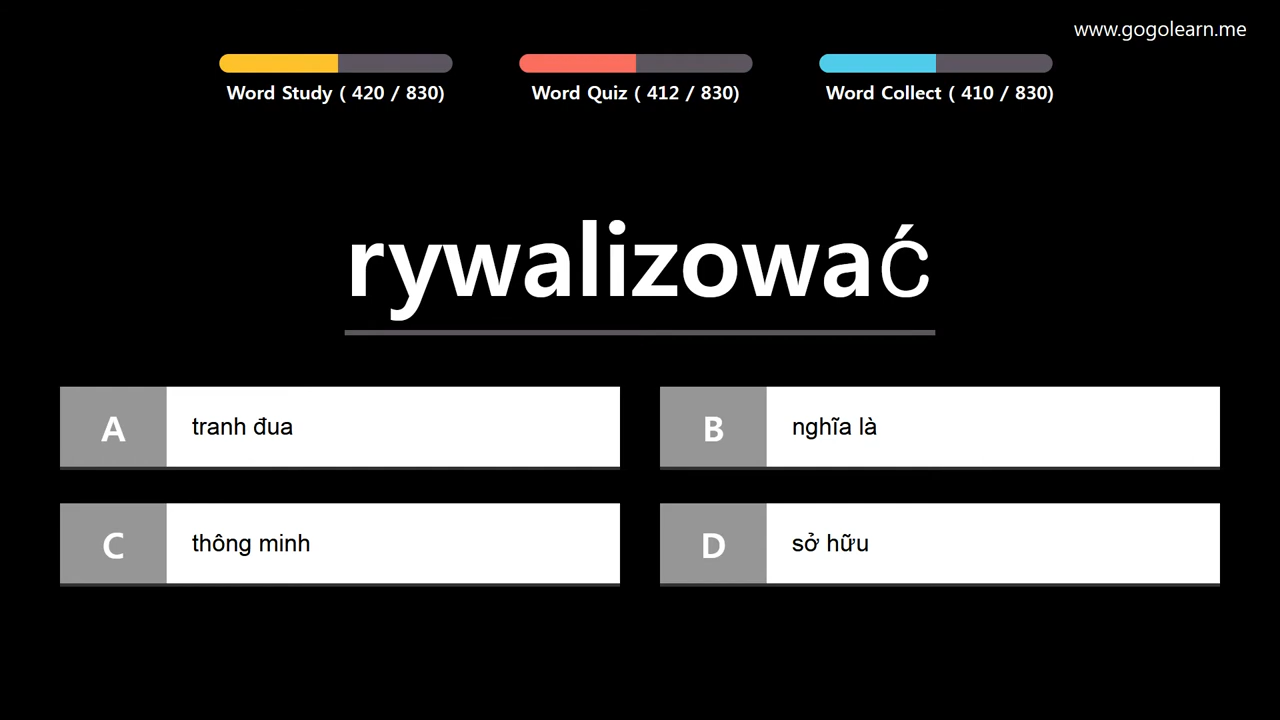 www.gogolearn.me
Word Study ( 420 / 830)
Word Quiz ( 412 / 830)
Word Collect ( 410 / 830)
rywalizować
A tranh đua
B nghĩa là
C thông minh
D sở hữu